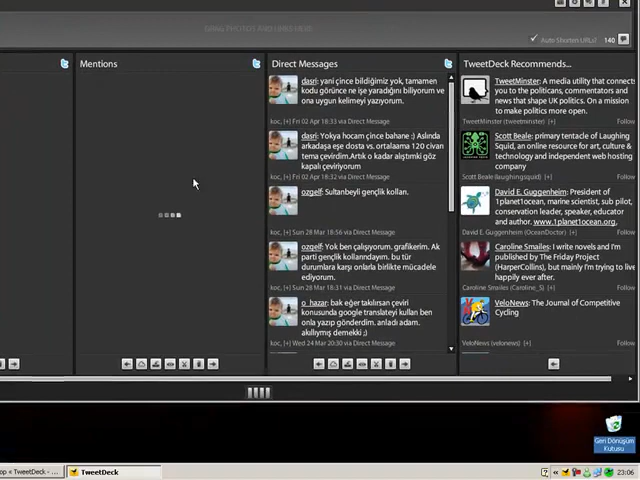 DRAG PHOTOS AND LINKS HERE
Auto Shorten URLs? 140
Mentions
Direct Messages
TweetDeck Recommends...
dasri: yani çince bildiğimiz yok, tamamen
kodu görünce ne işe yaradığını biliyorum ve
ona uygun kelimeyi yazıyorum.
koc, [+] Fri 02 Apr 18:33 via Direct Message
dasri: Yokya hocam çince bahane :) Aslında
arkadaşa eşe dosta vs. ortalaama 120 civan
tema çevirdim.Artık o kadar alıştımki göz
kapalı çeviriyorum
koc, [+] Fri 02 Apr 18:32 via Direct Message
ozgelf: Sultanbeyli gençlik kolları.
koc, [+] Sun 28 Mar 18:56 via Direct Message
ozgelf: Yok ben çalışıyorum. grafikerim. Ak
parti gençlik kollarındayım. bu tür
durumlara karşı onlarla birlikte mücadele
ediyorum.
koc, [+] Sun 28 Mar 18:31 via Direct Message
o_hazar: bak eğer takılırsan çeviri
konusunda google translateyi kullan ben
onla yazıp gönderdim. anladı adam.
akıllıymış demekki ;)
koc, [+] Wed 24 Mar 20:30 via Direct Message
TweetMinster: A media utility that connects
you to the politicians, commentators and
news that shape UK politics. On a mission
to make politics more open.
TweetMinster (tweetminster) [+] Follow
Scott Beale: primary tentacle of Laughing
Squid, an online resource for art, culture &
technology and independent web hosting
company
Scott Beale (laughingsquid) [+] Follow
David E. Guggenheim: President of
1planet1ocean, marine scientist, sub pilot,
conservation leader, speaker, educator
and author. www.1planet1ocean.org,
David E. Guggenheim (OceanDoctor) [+] Follow
Caroline Smailes: I write novels and I'm
published by The Friday Project
(HarperCollins), but mainly I'm trying to live
happily ever after.
Caroline Smailes (Caroline_S) [+] Follow
VeloNews: The Journal of Competitive
Cycling
VeloNews (velonews) [+] Follow
Geri Dönüşüm
Kutusu
op « TweetDeck - ...
TweetDeck
23:06